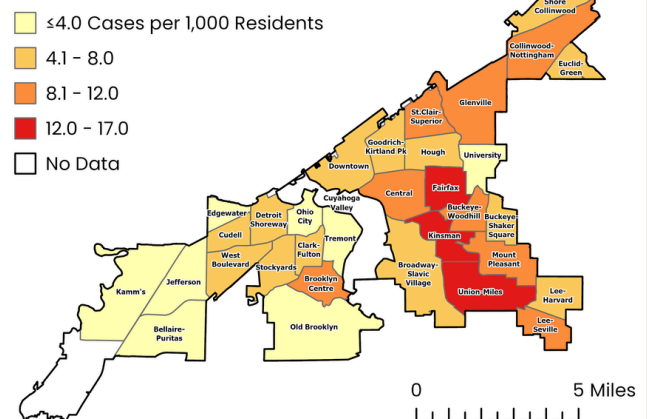 ≤4.0 Cases per 1,000 Residents
4.1 - 8.0
8.1 - 12.0
12.0 - 17.0
No Data
Shore
Collinwood
Collinwood-
Nottingham
Euclid-
Green
Glenville
St.Clair-
Superior
Goodrich-
Kirtland Pk
Hough
University
Downtown
Central
Fairfax
Buckeye-
Woodhill
Buckeye-
Shaker
Square
Kinsman
Mount
Pleasant
Broadway-
Slavic
Village
Union-Miles
Lee-
Harvard
Lee-
Seville
Cuyahoga
Valley
Ohio
City
Tremont
Edgewater
Detroit
Shoreway
Cudell
West
Boulevard
Clark-
Fulton
Stockyards
Brooklyn
Centre
Old Brooklyn
Kamm's
Jefferson
Bellaire-
Puritas
0 5 Miles